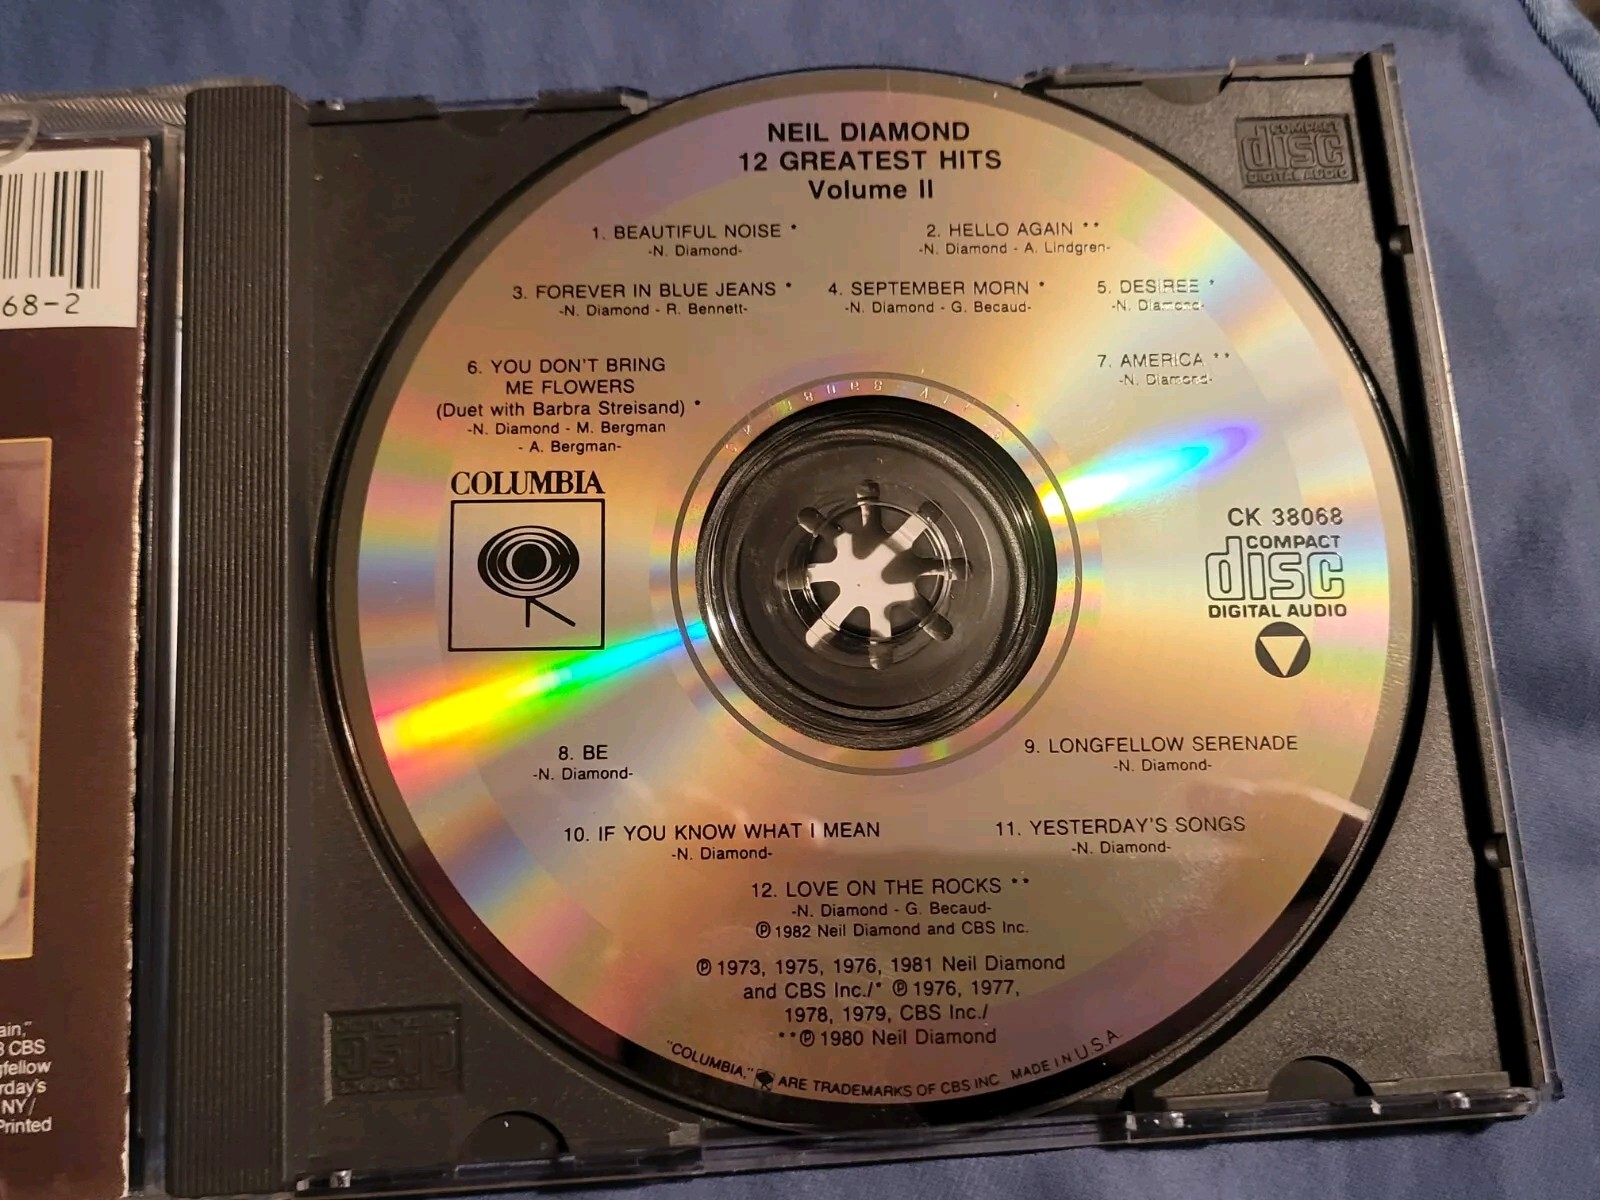 68-2
ain,"
CBS
gfellow
rday's
NY/
Printed
COMPACT
disc
DIGITAL AUDIO
NEIL DIAMOND
12 GREATEST HITS
Volume II
1. BEAUTIFUL NOISE *
-N. Diamond-
2. HELLO AGAIN **
-N. Diamond - A. Lindgren-
3. FOREVER IN BLUE JEANS *
-N. Diamond - R. Bennett-
4. SEPTEMBER MORN *
-N. Diamond - G. Becaud-
5. DESIREE *
-N. Diamond-
6. YOU DON'T BRING
ME FLOWERS
(Duet with Barbra Streisand) *
-N. Diamond - M. Bergman
- A. Bergman-
7. AMERICA **
-N. Diamond-
COLUMBIA
CK 38068
COMPACT
disc
DIGITAL AUDIO
8. BE
-N. Diamond-
9. LONGFELLOW SERENADE
-N. Diamond-
10. IF YOU KNOW WHAT I MEAN
-N. Diamond-
11. YESTERDAY'S SONGS
-N. Diamond-
12. LOVE ON THE ROCKS **
-N. Diamond - G. Becaud-
℗ 1982 Neil Diamond and CBS Inc.
℗ 1973, 1975, 1976, 1981 Neil Diamond
and CBS Inc./* ℗ 1976, 1977,
1978, 1979, CBS Inc./
**℗ 1980 Neil Diamond
"COLUMBIA," ARE TRADEMARKS OF CBS INC. MADE IN U.S.A.